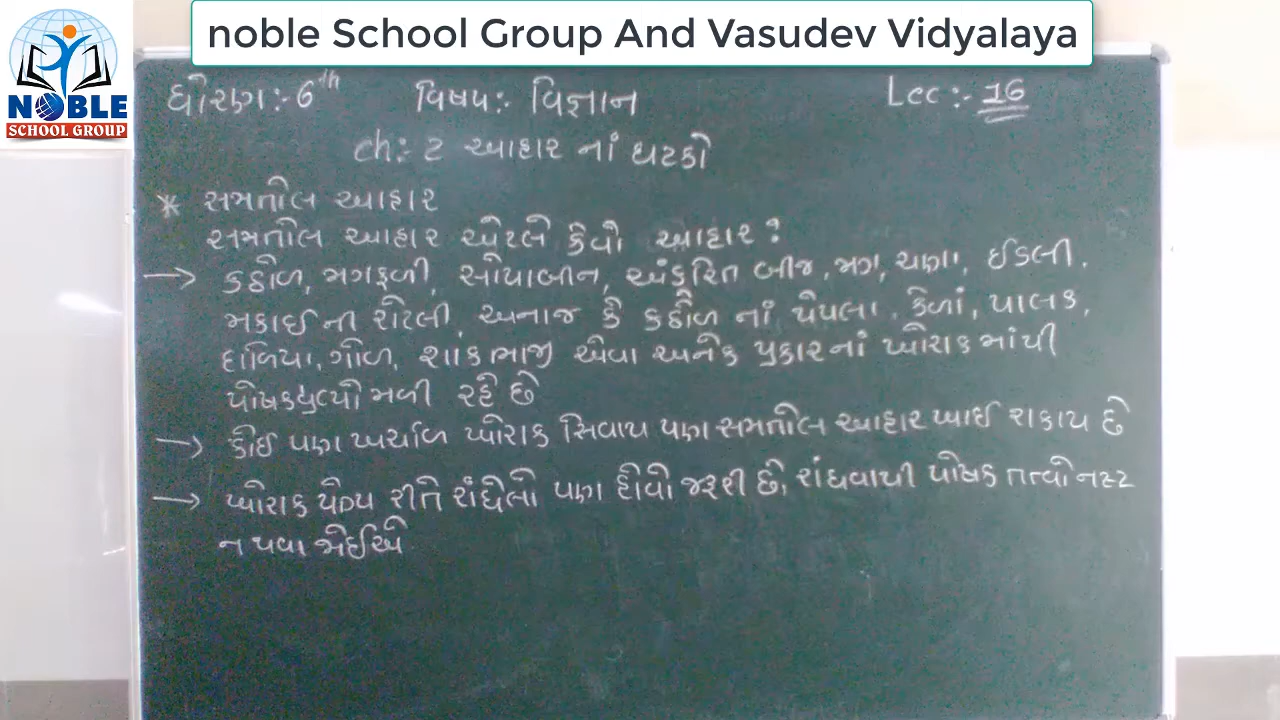 noble School Group And Vasudev Vidyalaya
NOBLE
SCHOOL GROUP
ધોરણ:- 6th વિષય:- વિજ્ઞાન Lec :- 16
ch: 2 આહાર નાં ઘટકો
* સમતોલ આહાર
સમતોલ આહાર એટલે કેવો આહાર ?
→ કઠોળ, મગફળી, સોયાબીન, અંકુરિત બીજ, મગ, ચણા, ઈડલી.
મકાઈ ની રોટલી, અનાજ કે કઠોળ નાં થેપલા, કેળાં, પાલક,
દાળિયા, ગોળ, શાકભાજી એવા અનેક પ્રકારનાં ખોરાક માંથી
પોષકદ્રવ્યો મળી રહે છે
→ કોઈ પણ ખર્ચાળ ખોરાક સિવાય પણ સમતોલ આહાર ખાઈ શકાય છે
→ ખોરાક યોગ્ય રીતે રાંધેલો પણ હોવો જરૂરી છે, રાંધવાથી પોષક તત્વો નષ્ટ
ન થવા જોઈએ